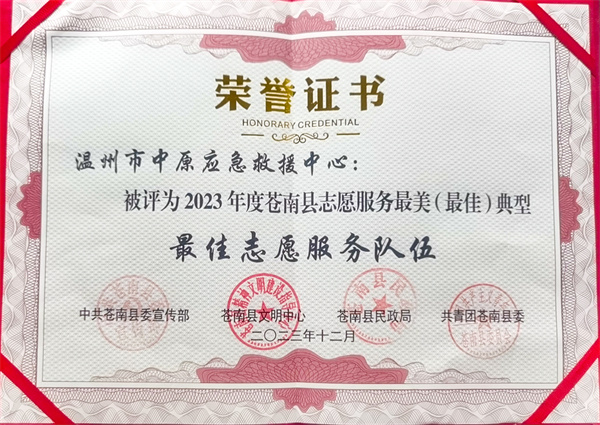 荣誉证书
HONORARY CREDENTIAL
温州市中原应急救援中心：
被评为2023年度苍南县志愿服务最美（最佳）典型
最佳志愿服务队伍
中共苍南县委宣传部 苍南县文明中心 苍南县民政局 共青团苍南县委
二〇二三年十二月